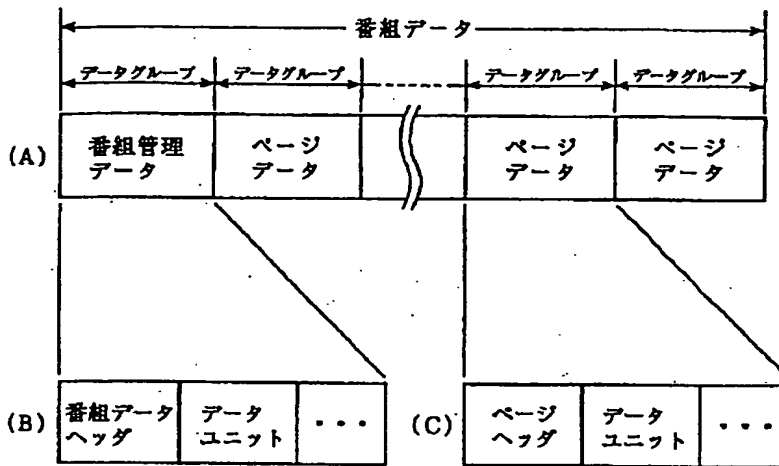 番組データ
データグループ データグループ データグループ データグループ
(A)
番組管理
データ
ページ
データ
ページ
データ
ページ
データ
(B)
番組データ
ヘッダ
データ
ユニット
・・・
(C)
ページ
ヘッダ
データ
ユニット
・・・